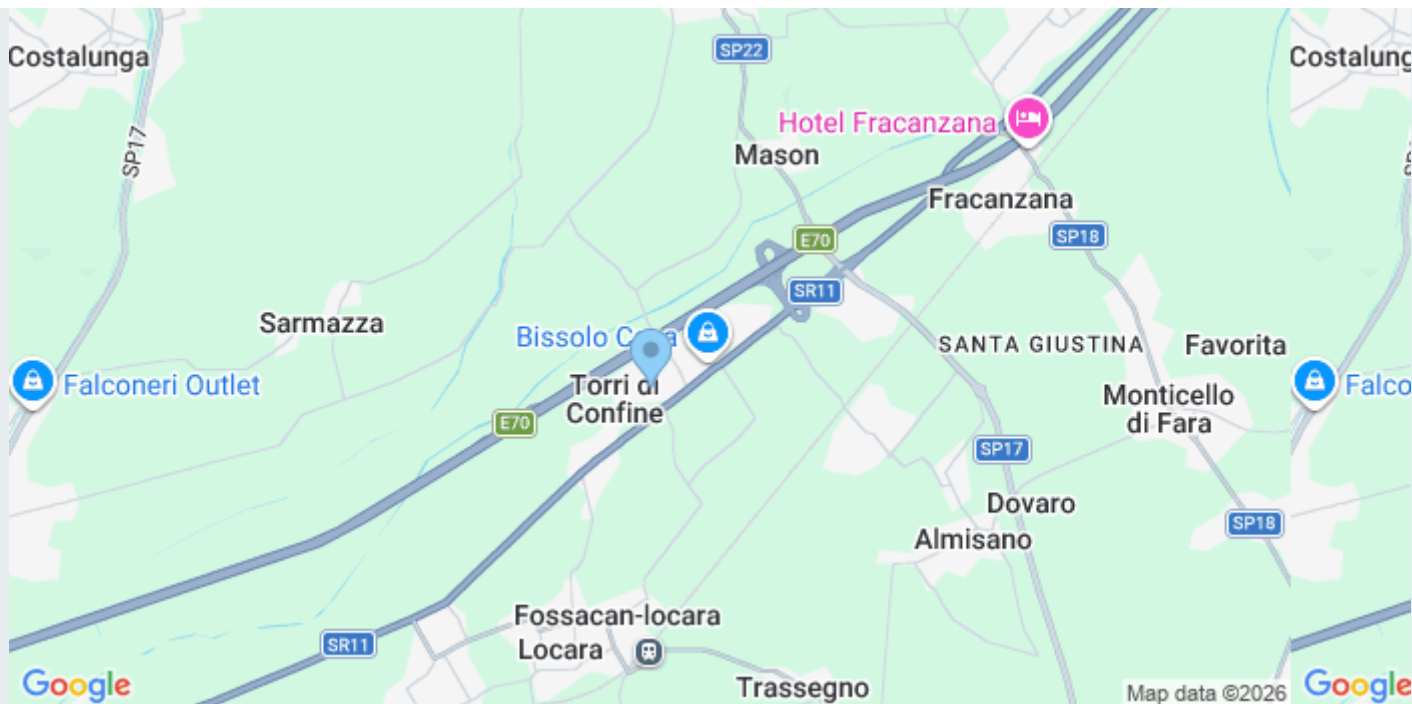 Costalunga
SP22
Costalung
SP17
Hotel Fracanzana
Mason
Fracanzana
SP18
E70
SR11
Sarmazza
Bissolo C
a
SANTA GIUSTINA
Favorita
Falconeri Outlet
Torri di
Confine
Monticello
di Fara
Falco
E70
SP17
Dovaro
SP18
Almisano
Fossacan-locara
SR11
Locara
Trassegno
Google
Map data ©2026
Google